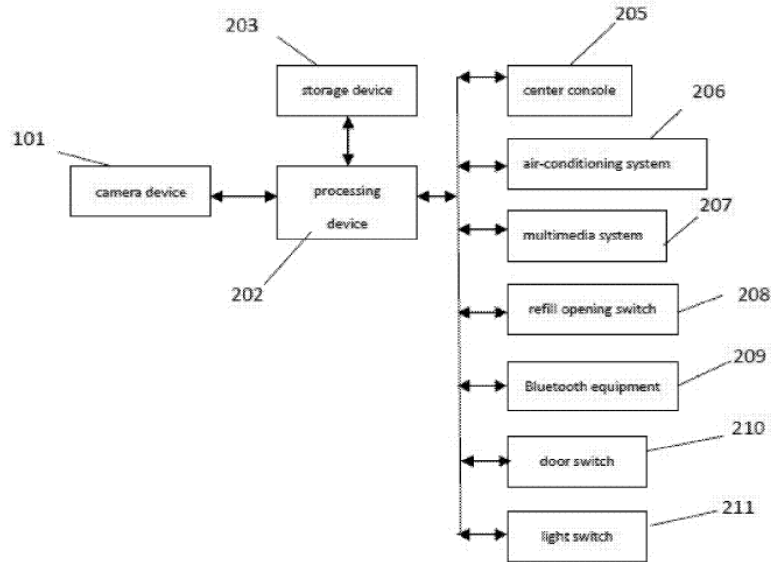 203
205
storage device
center console
206
101
air-conditioning system
camera device
processing
device
207
multimedia system
202
refill opening switch
208
209
Bluetooth equipment
210
door switch
211
light switch